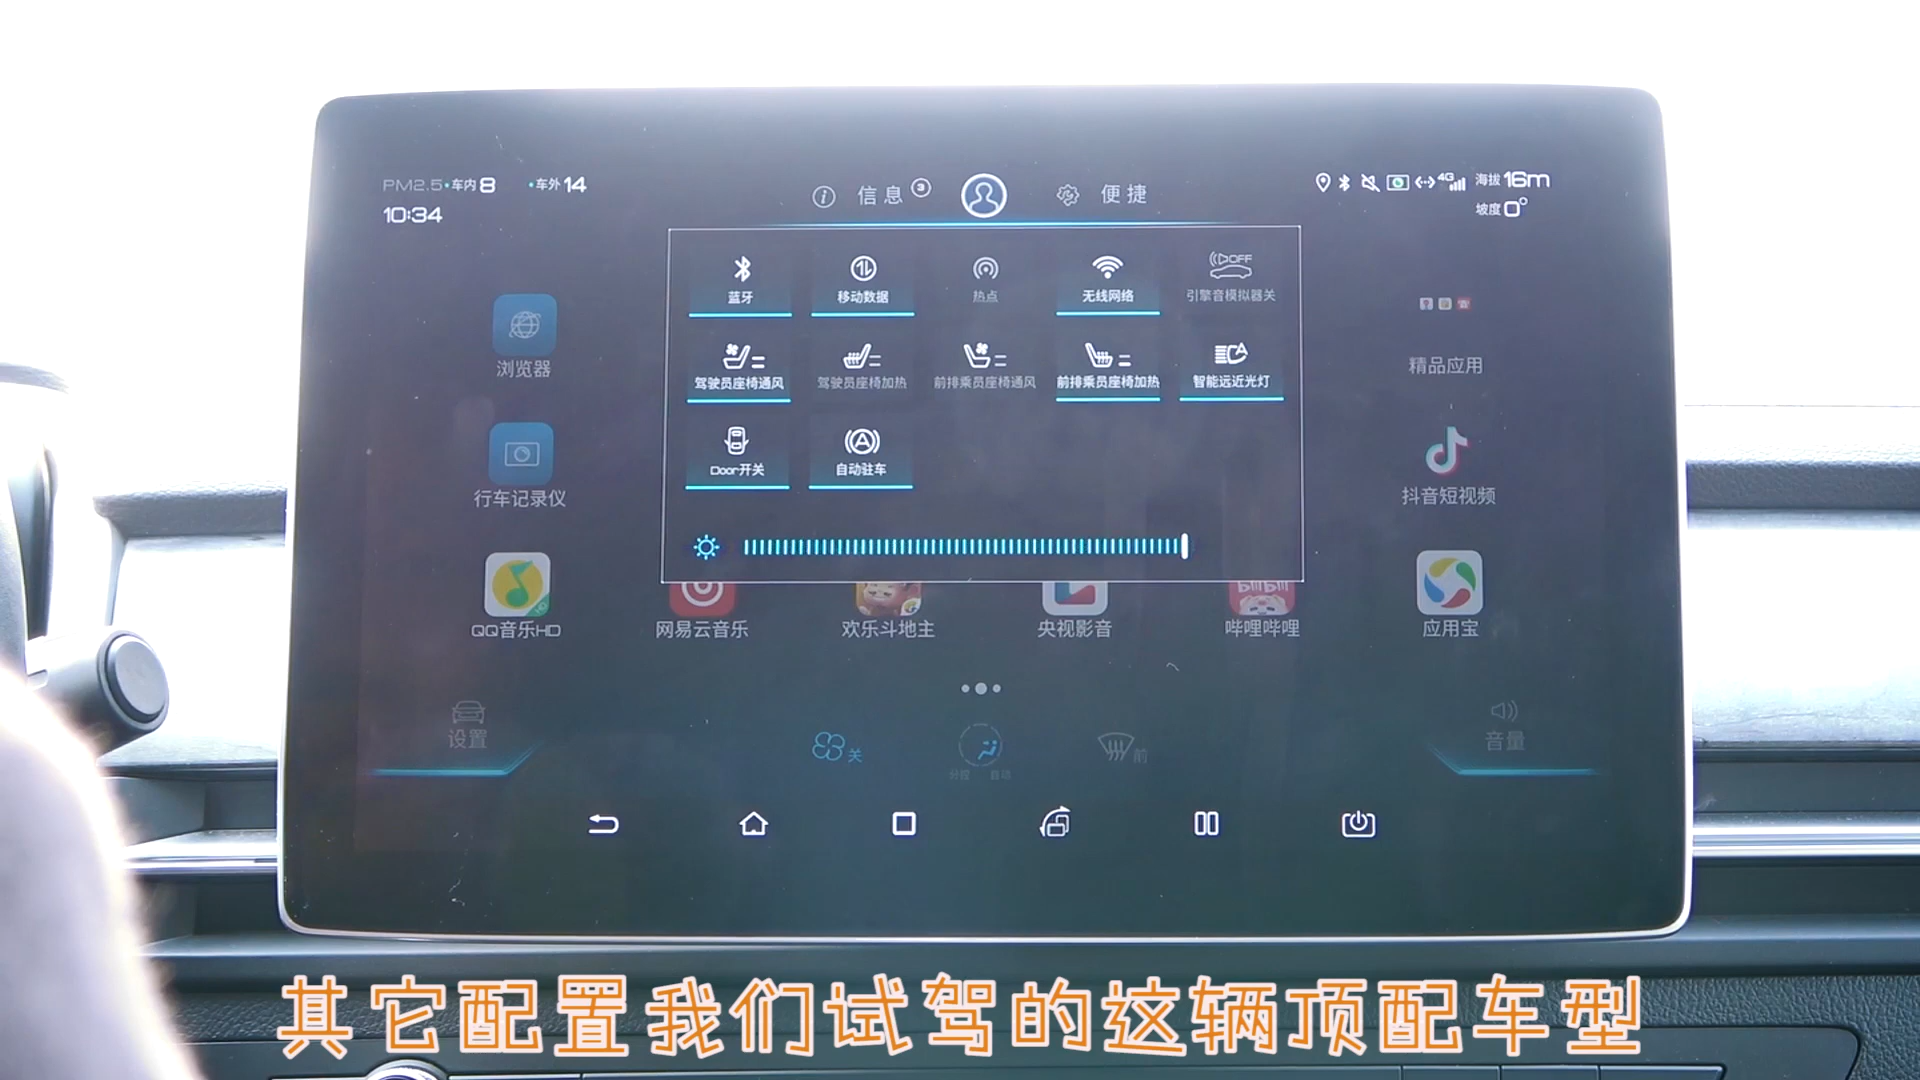 PM2.5•车内8 •车外14
10:34
信息 3
便捷
4G 海拔16m
坡度0°
蓝牙 移动数据 热点 无线网络 引擎音模拟器关
OFF
驾驶员座椅通风 驾驶员座椅加热 前排乘员座椅通风 前排乘员座椅加热 智能远近光灯
Door开关 自动驻车
浏览器
精品应用
行车记录仪
抖音短视频
QQ音乐HD 网易云音乐 欢乐斗地主 央视影音 哔哩哔哩 应用宝
设置
关
分控 自动
前
音量
其它配置我们试驾的这辆顶配车型